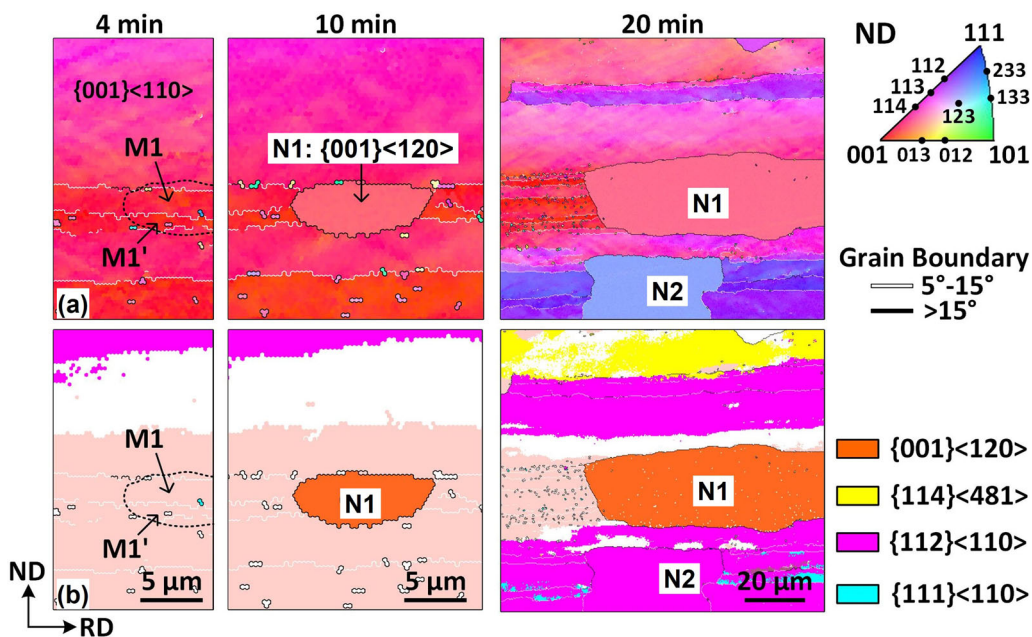 4 min
10 min
20 min
ND
111
112
233
113
133
114
123
001
013
012
101
{001}<110>
M1
N1: {001}<120>
M1'
N1
N2
(a)
Grain Boundary
5°-15°
>15°
M1
M1'
N1
N1
N2
{001}<120>
{114}<481>
{112}<110>
{111}<110>
ND
(b)
5 µm
5 µm
20 µm
RD